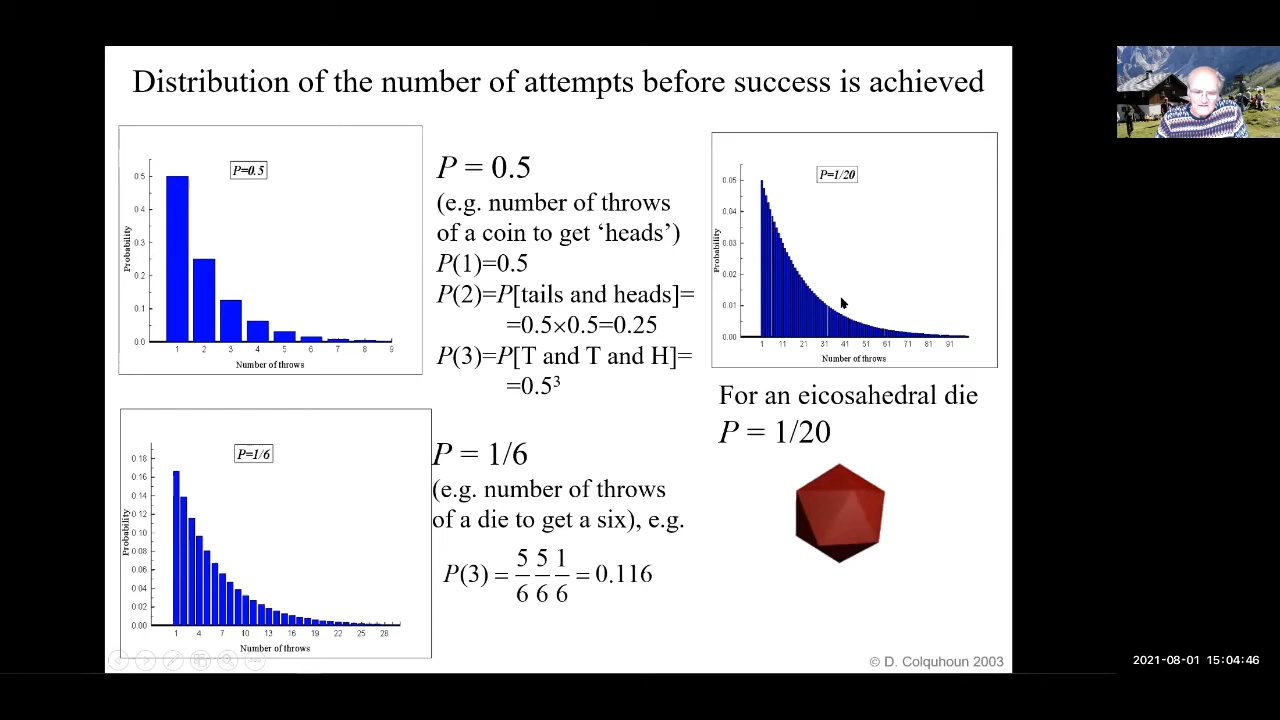 Distribution of the number of attempts before success is achieved
P=0.5
0.5
0.4
0.3
0.2
0.1
0.0
Probability
1 2 3 4 5 6 7 8 9
Number of throws
P = 0.5
(e.g. number of throws
of a coin to get ‘heads’)
P(1)=0.5
P(2)=P[tails and heads]=
=0.5×0.5=0.25
P(3)=P[T and T and H]=
=0.5³
P=1/20
0.05
0.04
0.03
0.02
0.01
0.00
Probability
1 11 21 31 41 51 61 71 81 91
Number of throws
For an eicosahedral die
P = 1/20
P=1/6
0.18
0.16
0.14
0.12
0.10
0.08
0.06
0.04
0.02
0.00
Probability
1 4 7 10 13 16 19 22 25 28
Number of throws
P = 1/6
(e.g. number of throws
of a die to get a six), e.g.
P(3) = 5/6 5/6 1/6 = 0.116
© D. Colquhoun 2003
2021-08-01 15:04:46